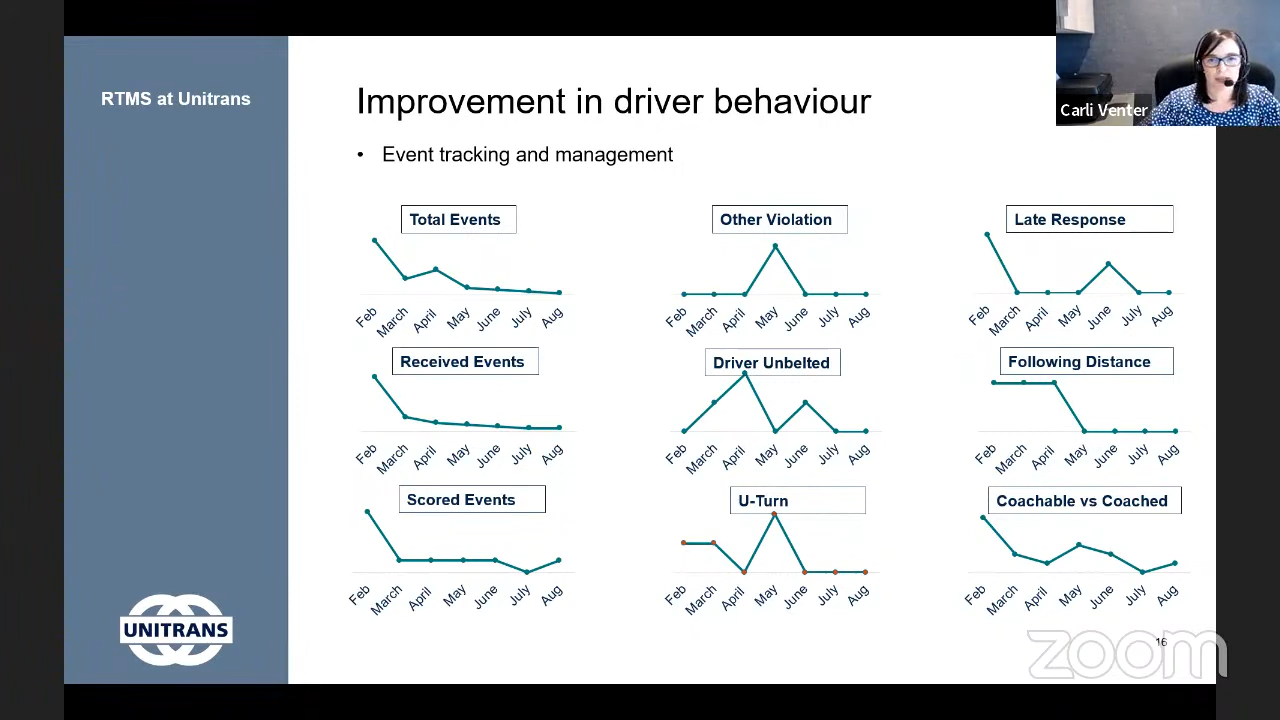 RTMS at Unitrans
Improvement in driver behaviour
Carli Venter
• Event tracking and management
Total Events
Feb March April May June July Aug
Other Violation
Feb March April May June July Aug
Late Response
Feb March April May June July Aug
Received Events
Feb March April May June July Aug
Driver Unbelted
Feb March April May June July Aug
Following Distance
Feb March April May June July Aug
Scored Events
Feb March April May June July Aug
U-Turn
Feb March April May June July Aug
Coachable vs Coached
Feb March April May June July Aug
UNITRANS
16
zoom